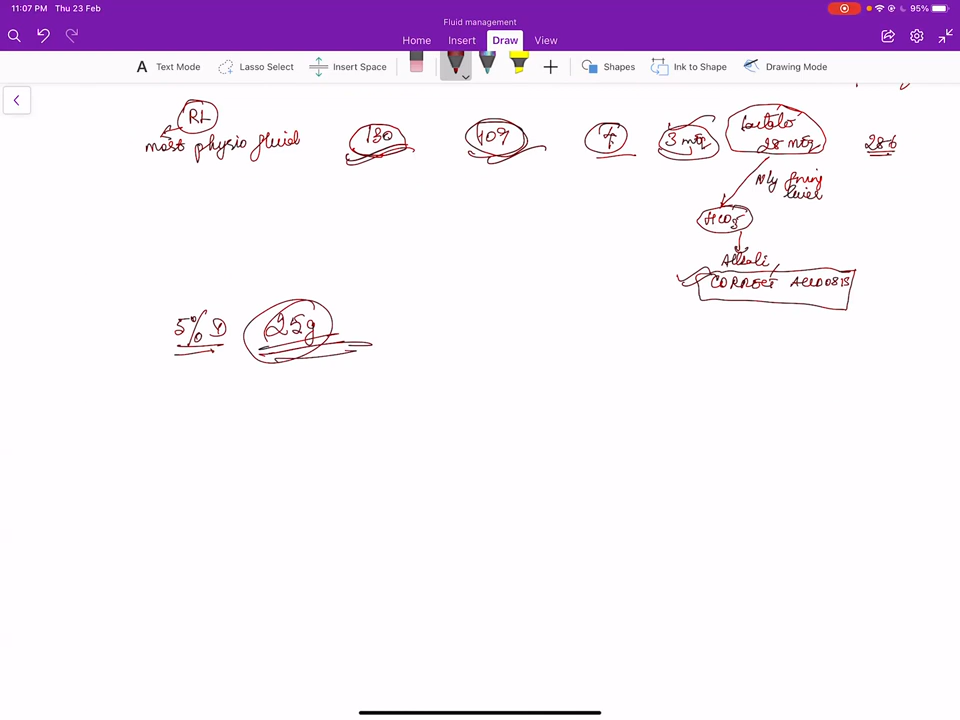 11:07 PM Thu 23 Feb
95%
Fluid management
Home Insert Draw View
Text Mode Lasso Select Insert Space Shapes Ink to Shape Drawing Mode
RL
most physio fluid 130 109 4 3 mEq lactate 28 mEq 286
liver
HCO3
Alkali
CORRECT ACIDOSIS
5% D 25g